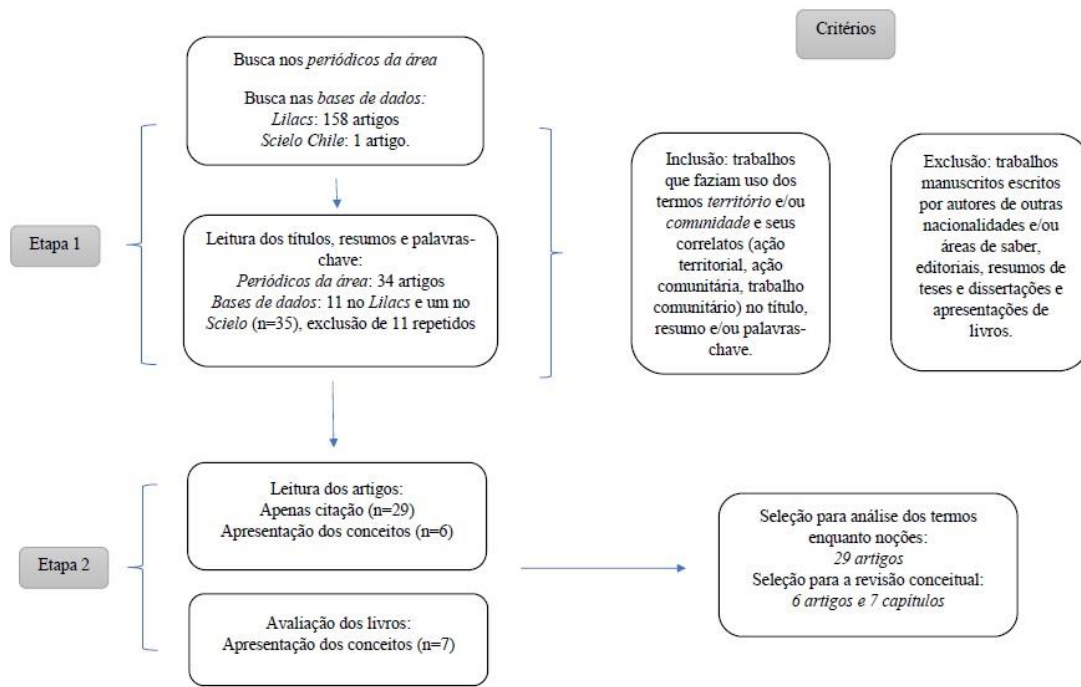 Critérios
Busca nos periódicos da área
Busca nas bases de dados:
Lilacs: 158 artigos
Scielo Chile: 1 artigo.
Etapa 1
Leitura dos títulos, resumos e palavras-
chave:
Periódicos da área: 34 artigos
Bases de dados: 11 no Lilacs e um no
Scielo (n=35), exclusão de 11 repetidos
Inclusão: trabalhos
que faziam uso dos
termos território e/ou
comunidade e seus
correlatos (ação
territorial, ação
comunitária, trabalho
comunitário) no título,
resumo e/ou palavras-
chave.
Exclusão: trabalhos
manuscritos escritos
por autores de outras
nacionalidades e/ou
áreas de saber,
editoriais, resumos de
teses e dissertações e
apresentações de
livros.
Etapa 2
Leitura dos artigos:
Apenas citação (n=29)
Apresentação dos conceitos (n=6)
Avaliação dos livros:
Apresentação dos conceitos (n=7)
Seleção para análise dos termos
enquanto noções:
29 artigos
Seleção para a revisão conceitual:
6 artigos e 7 capítulos